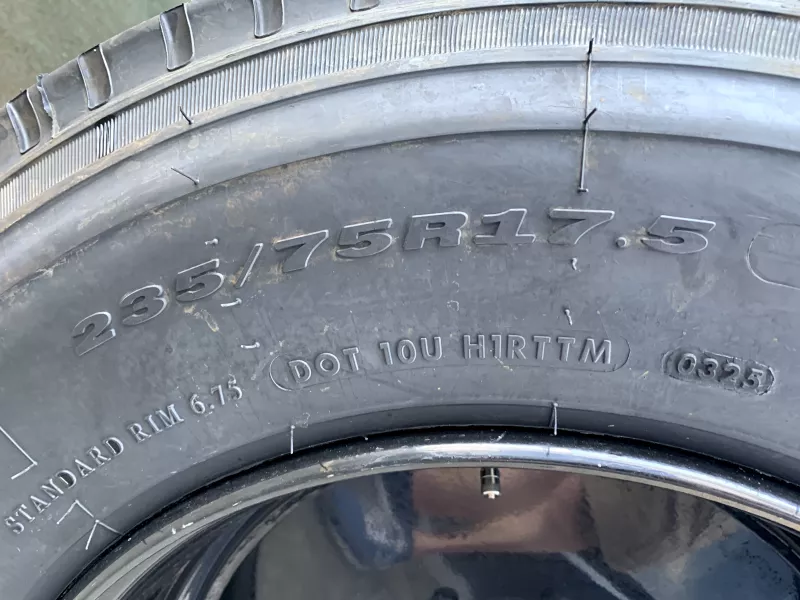 235/75R17.5
DOT 10U H1RTTM
0325
STANDARD RIM 6.75